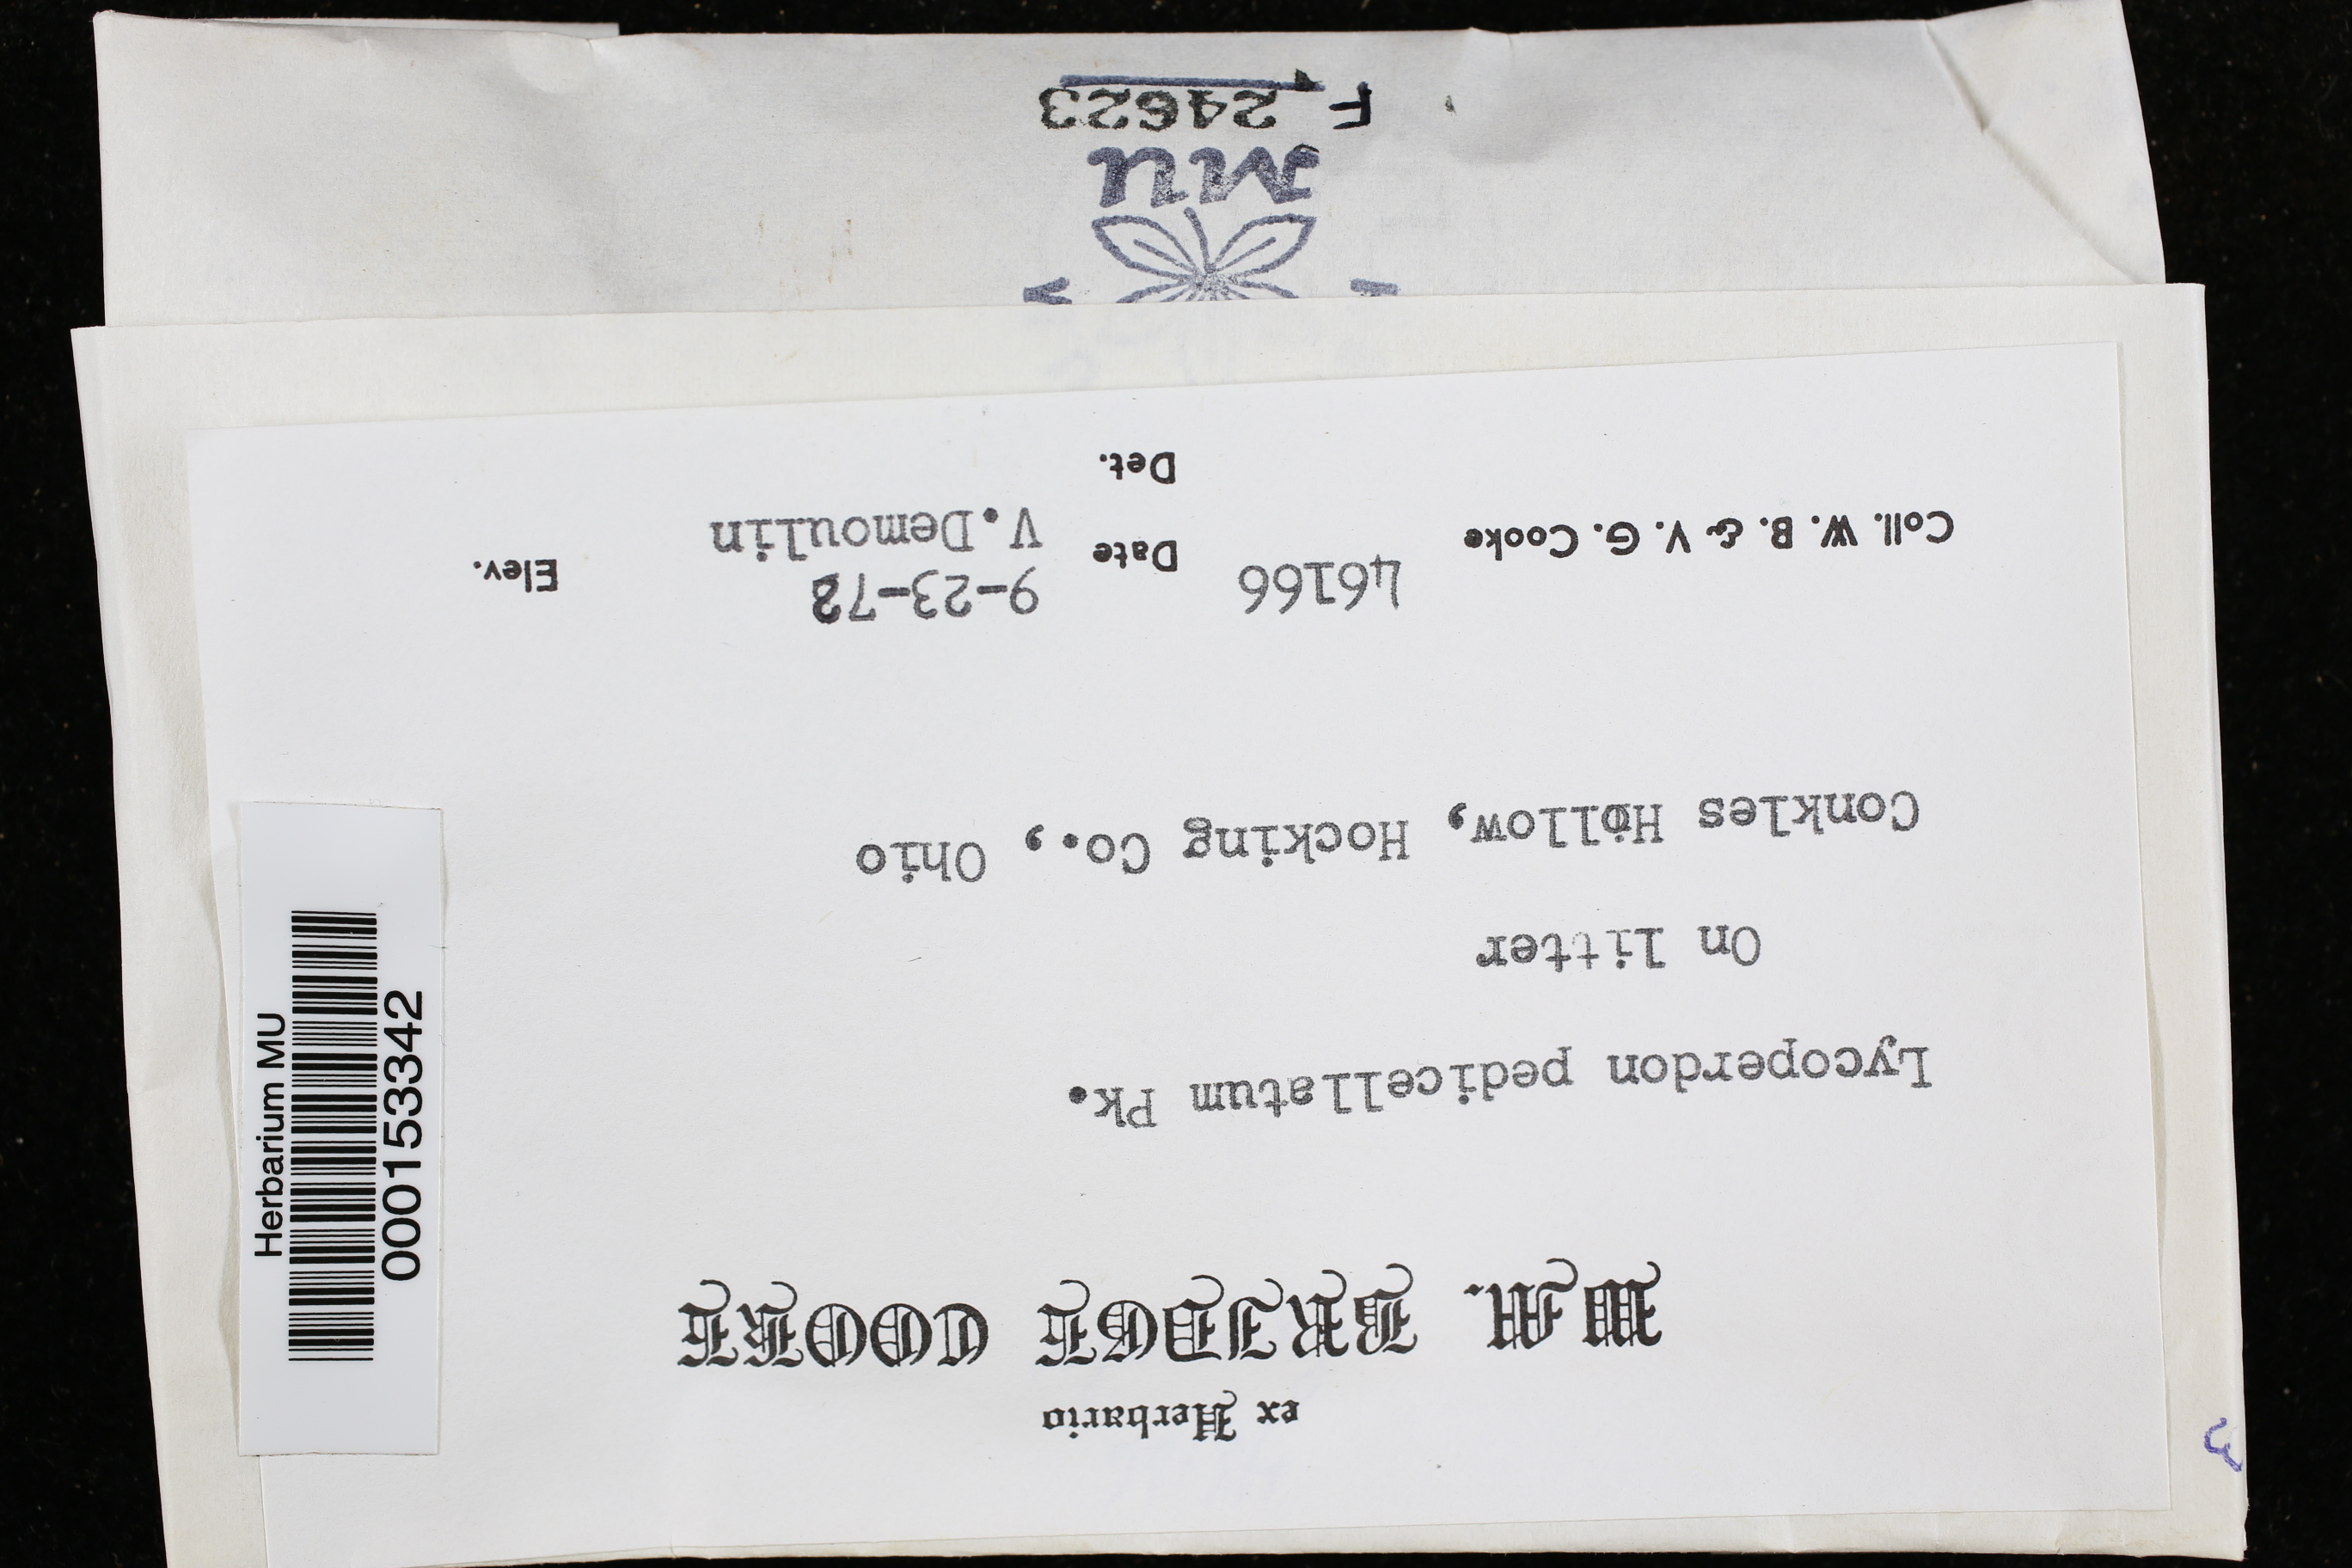 ex Herbario
WM. BRIDGE COOKE
Lycoperdon pedicellatum Pk.
On litter
Conkles Hollow, Hocking Co., Ohio
Coll. W. B. & V. G. Cooke 46166 Date 9-23-72 Elev.
Det. V.Demoulin
MU
F 24623
Herbarium MU
000153342